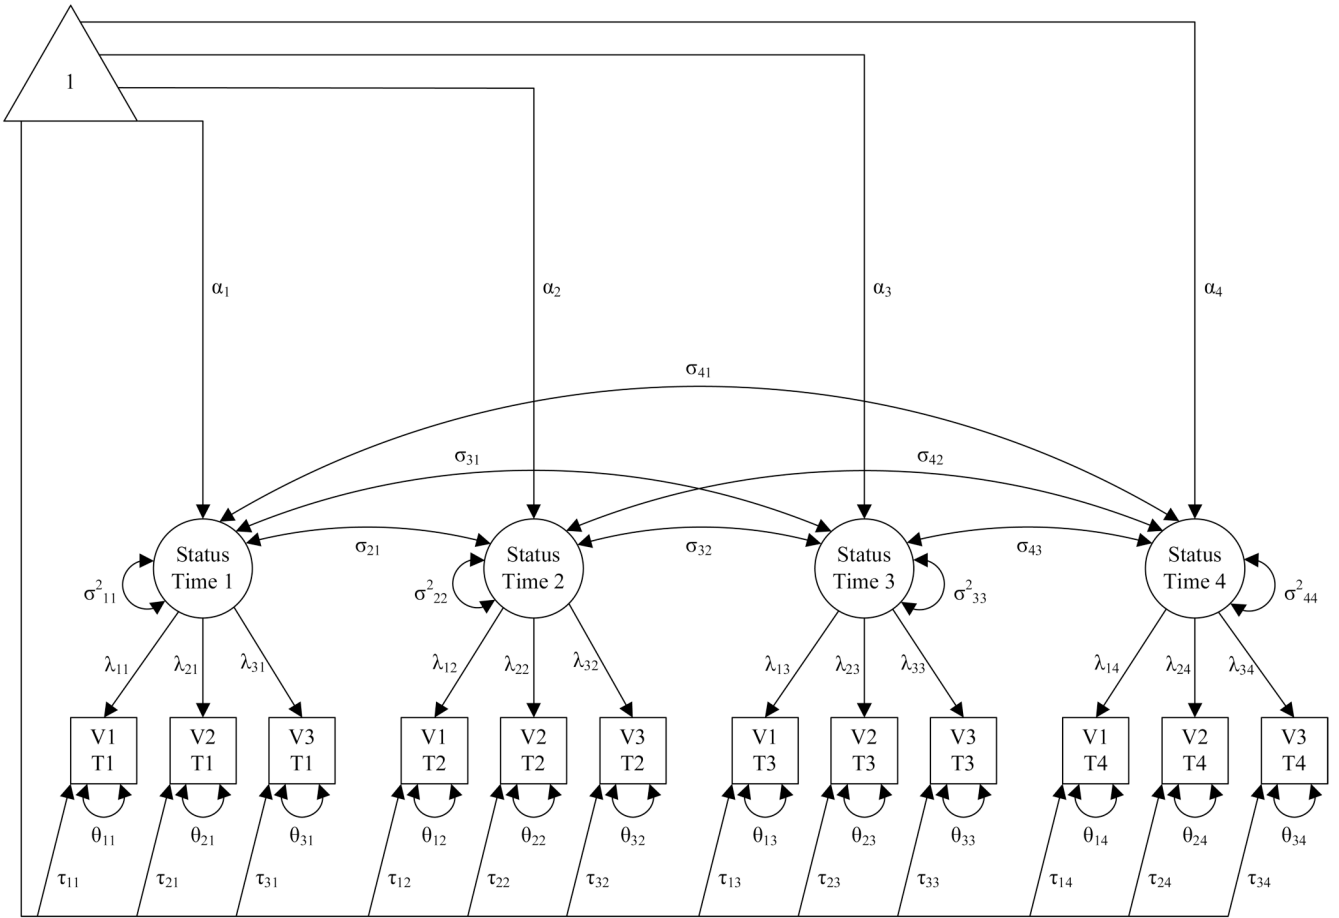 1
α₁
α₂
α₃
α₄
σ₄₁
σ₃₁
σ₄₂
σ₂₁
σ₃₂
σ₄₃
Status
Time 1
Status
Time 2
Status
Time 3
Status
Time 4
σ²₁₁
σ²₂₂
σ²₃₃
σ²₄₄
λ₁₁ λ₂₁ λ₃₁ λ₁₂ λ₂₂ λ₃₂ λ₁₃ λ₂₃ λ₃₃ λ₁₄ λ₂₄ λ₃₄
V1
T1
V2
T1
V3
T1
V1
T2
V2
T2
V3
T2
V1
T3
V2
T3
V3
T3
V1
T4
V2
T4
V3
T4
θ₁₁ θ₂₁ θ₃₁ θ₁₂ θ₂₂ θ₃₂ θ₁₃ θ₂₃ θ₃₃ θ₁₄ θ₂₄ θ₃₄
τ₁₁ τ₂₁ τ₃₁ τ₁₂ τ₂₂ τ₃₂ τ₁₃ τ₂₃ τ₃₃ τ₁₄ τ₂₄ τ₃₄